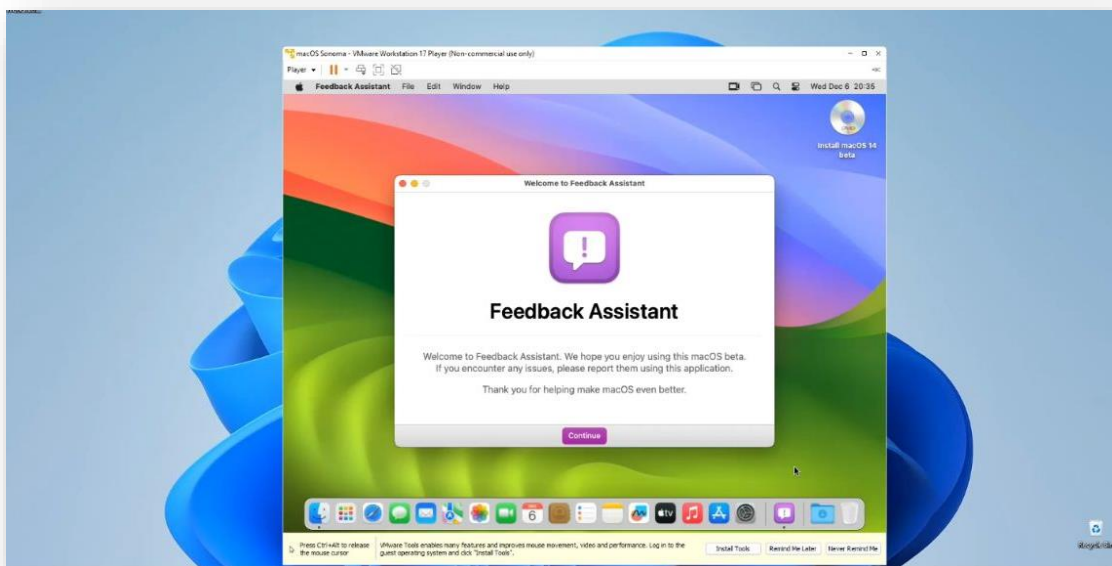 macOS Sonoma - VMware Workstation 17 Player (Non-commercial use only)
Player
Feedback Assistant File Edit Window Help Wed Dec 6 20:35
Install macOS 14
beta
Welcome to Feedback Assistant
Feedback Assistant
Welcome to Feedback Assistant. We hope you enjoy using this macOS beta.
If you encounter any issues, please report them using this application.
Thank you for helping make macOS even better.
Continue
6
tv
Press Ctrl+Alt to release
the mouse cursor
VMware Tools enables many features and improves mouse movement, video and performance. Log in to the
guest operating system and click "Install Tools".
Install Tools Remind Me Later Never Remind Me